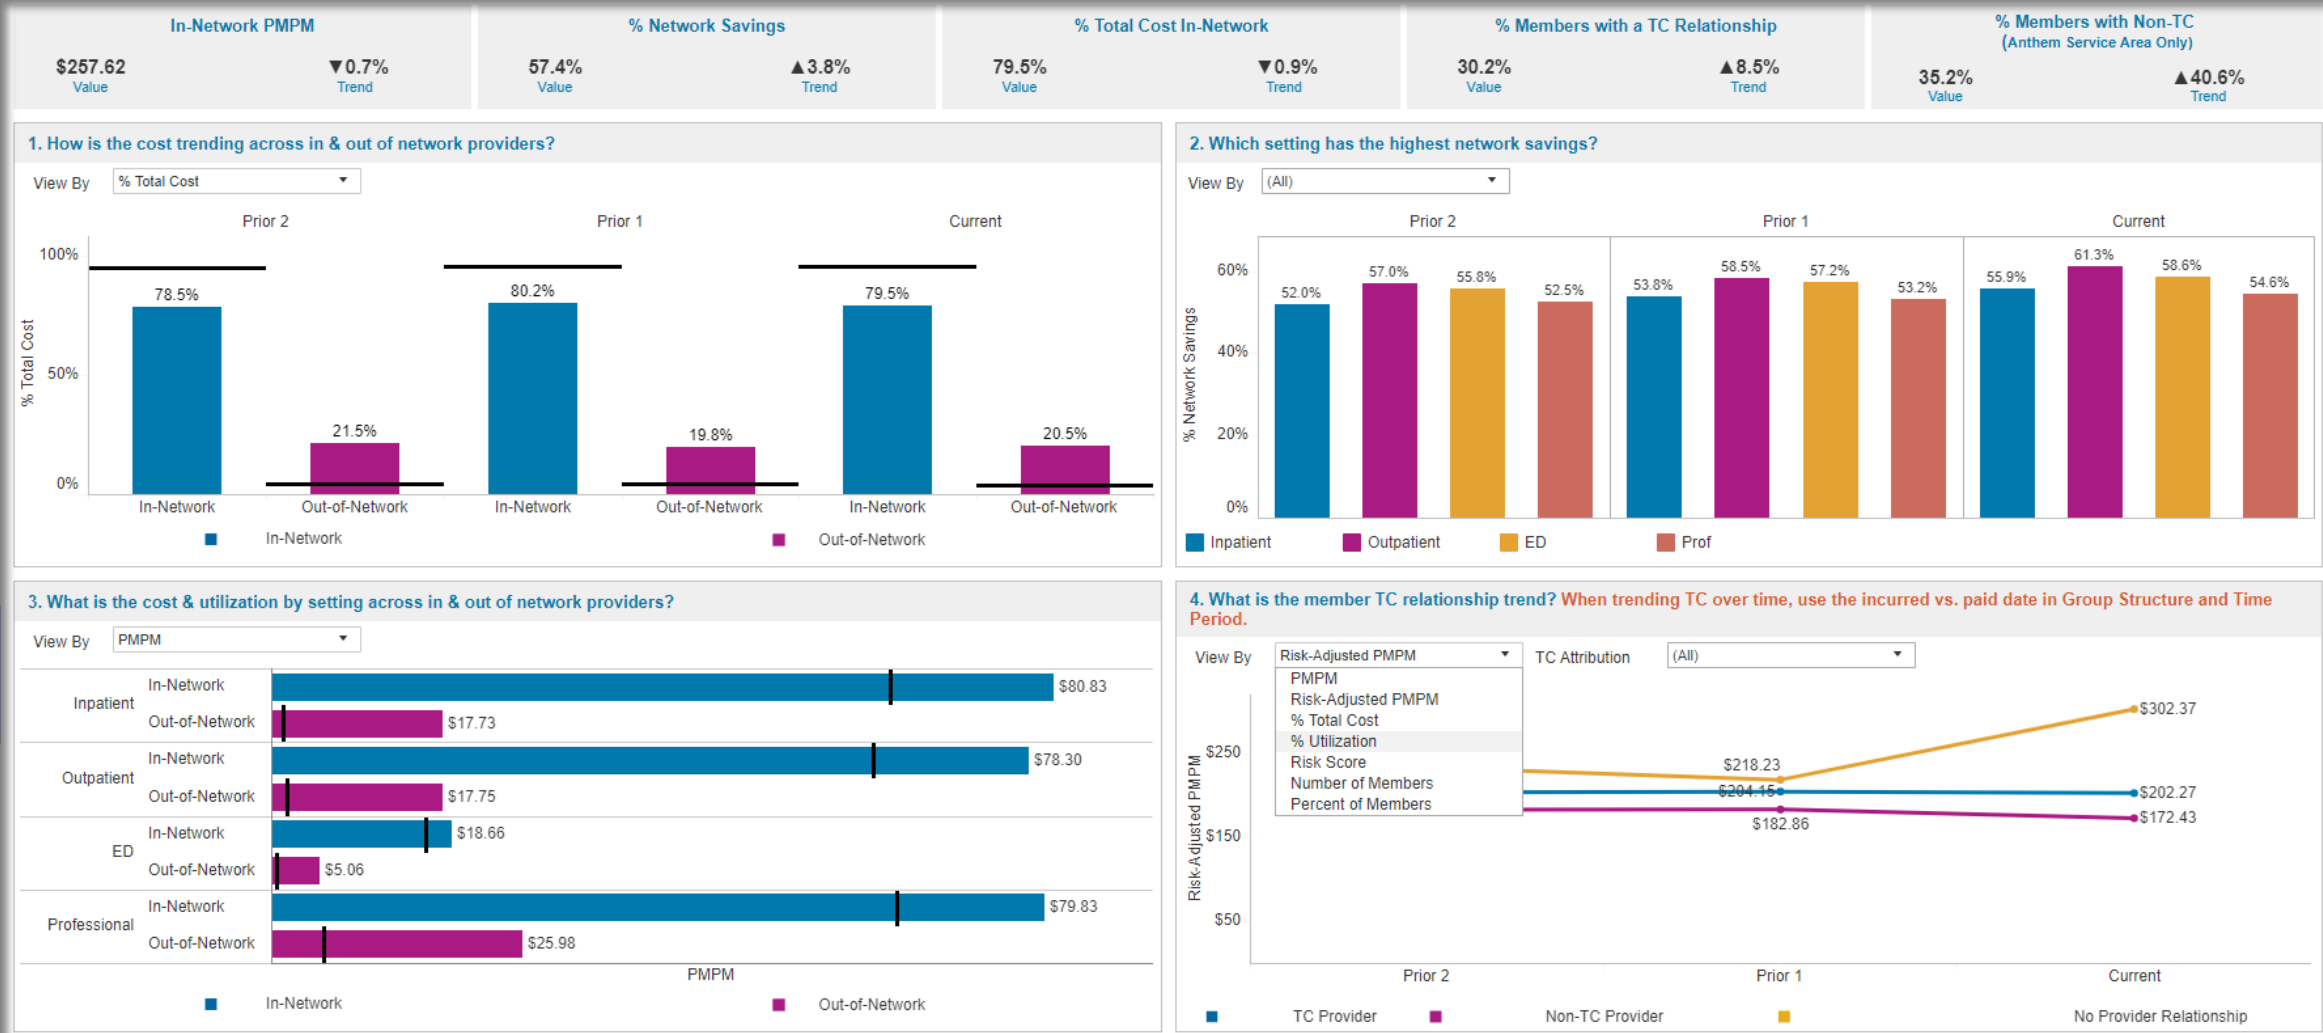 In-Network PMPM
$257.62
Value
▼0.7%
Trend
% Network Savings
57.4%
Value
▲3.8%
Trend
% Total Cost In-Network
79.5%
Value
▼0.9%
Trend
% Members with a TC Relationship
30.2%
Value
▲8.5%
Trend
% Members with Non-TC
(Anthem Service Area Only)
35.2%
Value
▲40.6%
Trend
1. How is the cost trending across in & out of network providers?
View By
% Total Cost
Prior 2
Prior 1
Current
% Total Cost
100%
50%
0%
78.5%
21.5%
80.2%
19.8%
79.5%
20.5%
In-Network
Out-of-Network
In-Network
Out-of-Network
In-Network
Out-of-Network
In-Network
Out-of-Network
2. Which setting has the highest network savings?
View By
(All)
Prior 2
Prior 1
Current
% Network Savings
60%
40%
20%
0%
52.0%
57.0%
55.8%
52.5%
53.8%
58.5%
57.2%
53.2%
55.9%
61.3%
58.6%
54.6%
Inpatient
Outpatient
ED
Prof
3. What is the cost & utilization by setting across in & out of network providers?
View By
PMPM
Inpatient
In-Network
$80.83
Out-of-Network
$17.73
Outpatient
In-Network
$78.30
Out-of-Network
$17.75
ED
In-Network
$18.66
Out-of-Network
$5.06
Professional
In-Network
$79.83
Out-of-Network
$25.98
PMPM
In-Network
Out-of-Network
4. What is the member TC relationship trend? When trending TC over time, use the incurred vs. paid date in Group Structure and Time
Period.
View By
Risk-Adjusted PMPM
TC Attribution
(All)
PMPM
Risk-Adjusted PMPM
% Total Cost
% Utilization
Risk Score
Number of Members
Percent of Members
Risk-Adjusted PMPM
$250
$150
$50
$218.23
$204.15
$182.86
$302.37
$202.27
$172.43
Prior 2
Prior 1
Current
TC Provider
Non-TC Provider
No Provider Relationship